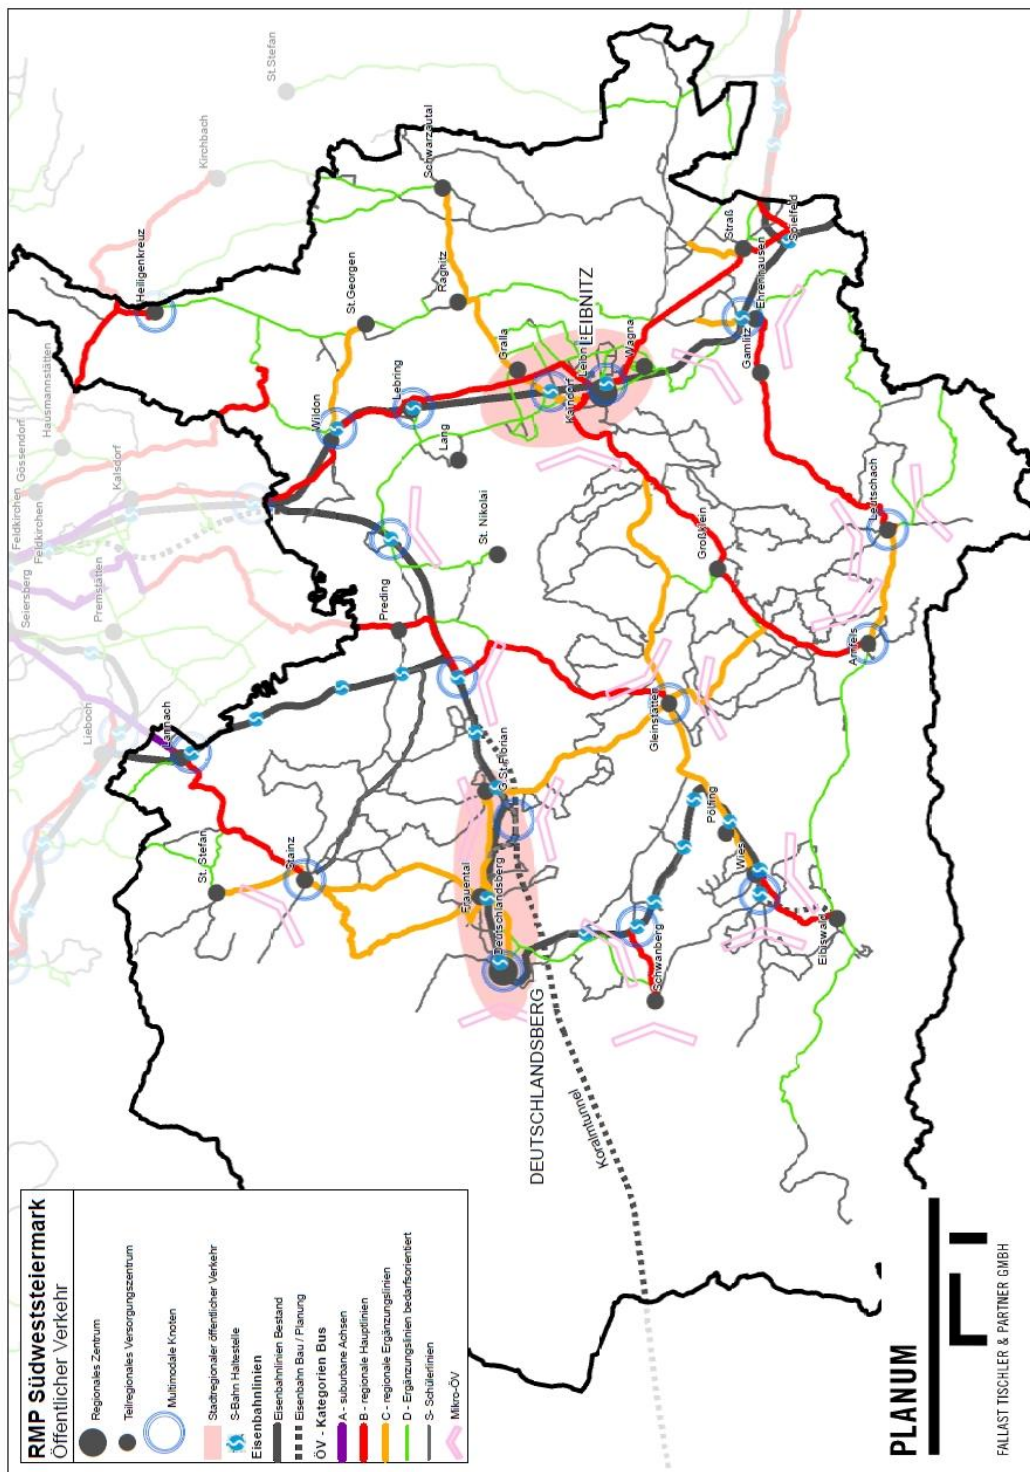 RMP Südweststeiermark
Öffentlicher Verkehr
Regionales Zentrum
Teilregionales Versorgungszentrum
Multimodale Knoten
Stadtregionaler öffentlicher Verkehr
S-Bahn Haltestelle
Eisenbahnlinien
Eisenbahnlinien Bestand
Eisenbahn Bau / Planung
ÖV - Kategorien Bus
A - suburbane Achsen
B - regionale Hauptlinien
C - regionale Ergänzungslinien
D - Ergänzungslinien bedarfsorientiert
S- Schülerlinien
Mikro-ÖV
St.Stefan
Kirchbach
Heiligenkreuz
Schwarzautal
Hausmannstätten
Gössendorf
Feldkirchen
Feldkirchen
Kalsdorf
Seiersberg
Premstätten
Lieboch
Lannach
St.Georgen
Ragnitz
Wildon
Lebring
Lang
Gralla
LEIBNITZ
Kaindorf
Leibn
Wagna
Straß
Spielfeld
Ehrenhausen
Gamlitz
St. Nikolai
Preding
Großklein
Leutschach
Arnfels
Gleinstätten
St. Stefan
Stainz
G.St.Florian
Frauental
Deutschlandsberg
DEUTSCHLANDSBERG
Koralmtunnel
Schwanberg
Pölfing
Wies
Eibiswald
PLANUM
FALLAST TISCHLER & PARTNER GMBH